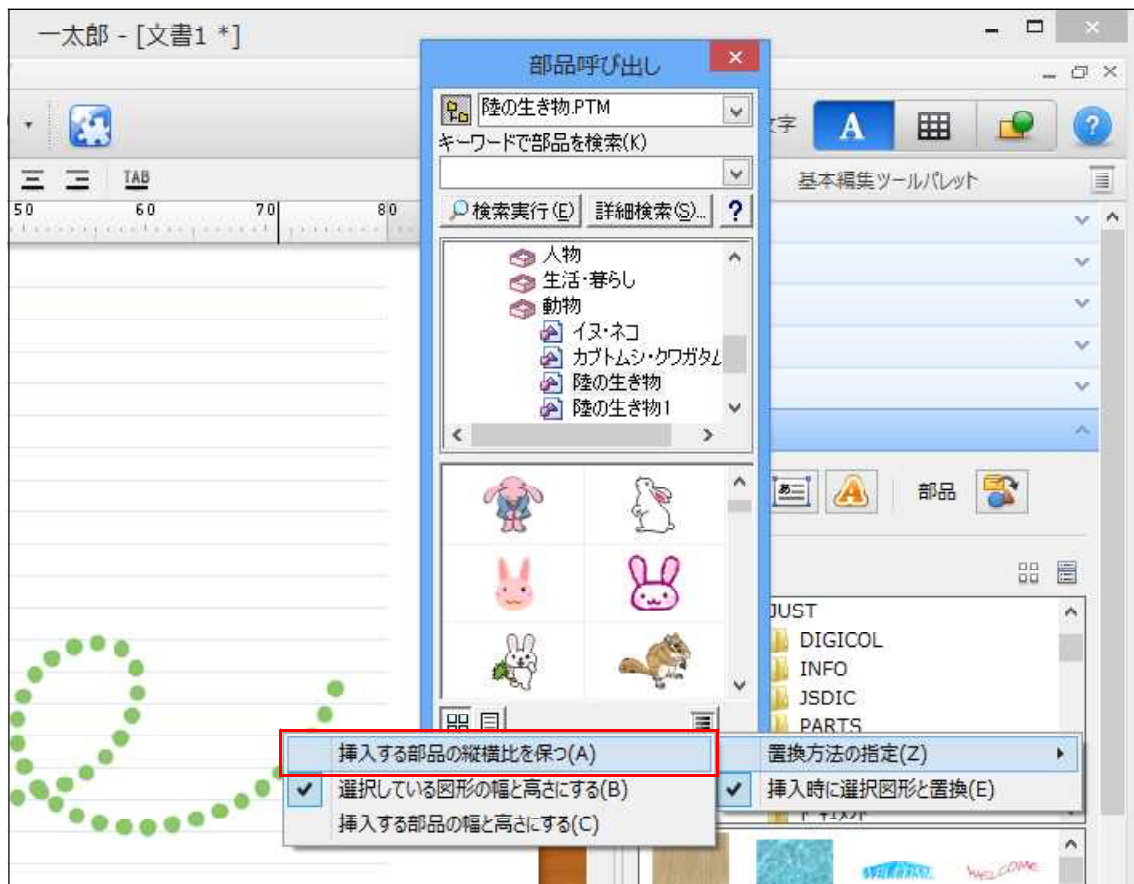 一太郎 - [文書1 *]
部品呼び出し
陸の生き物.PTM
キーワードで部品を検索(K)
検索実行(E) 詳細検索(S)... ?
文字 A ?
TAB
基本編集ツールパレット
50 60 70 80
人物
生活・暮らし
動物
イヌ・ネコ
カブトムシ・クワガタム
陸の生き物
陸の生き物1
あ A 部品
JUST
DIGICOL
INFO
JSDIC
PARTS
挿入する部品の縦横比を保つ(A)
選択している図形の幅と高さにする(B)
挿入する部品の幅と高さにする(C)
置換方法の指定(Z)
挿入時に選択図形と置換(E)
WELCOME
WELCOME